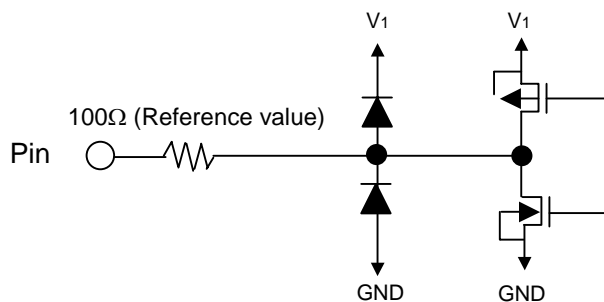 V1 V1
100Ω (Reference value)
Pin
GND GND